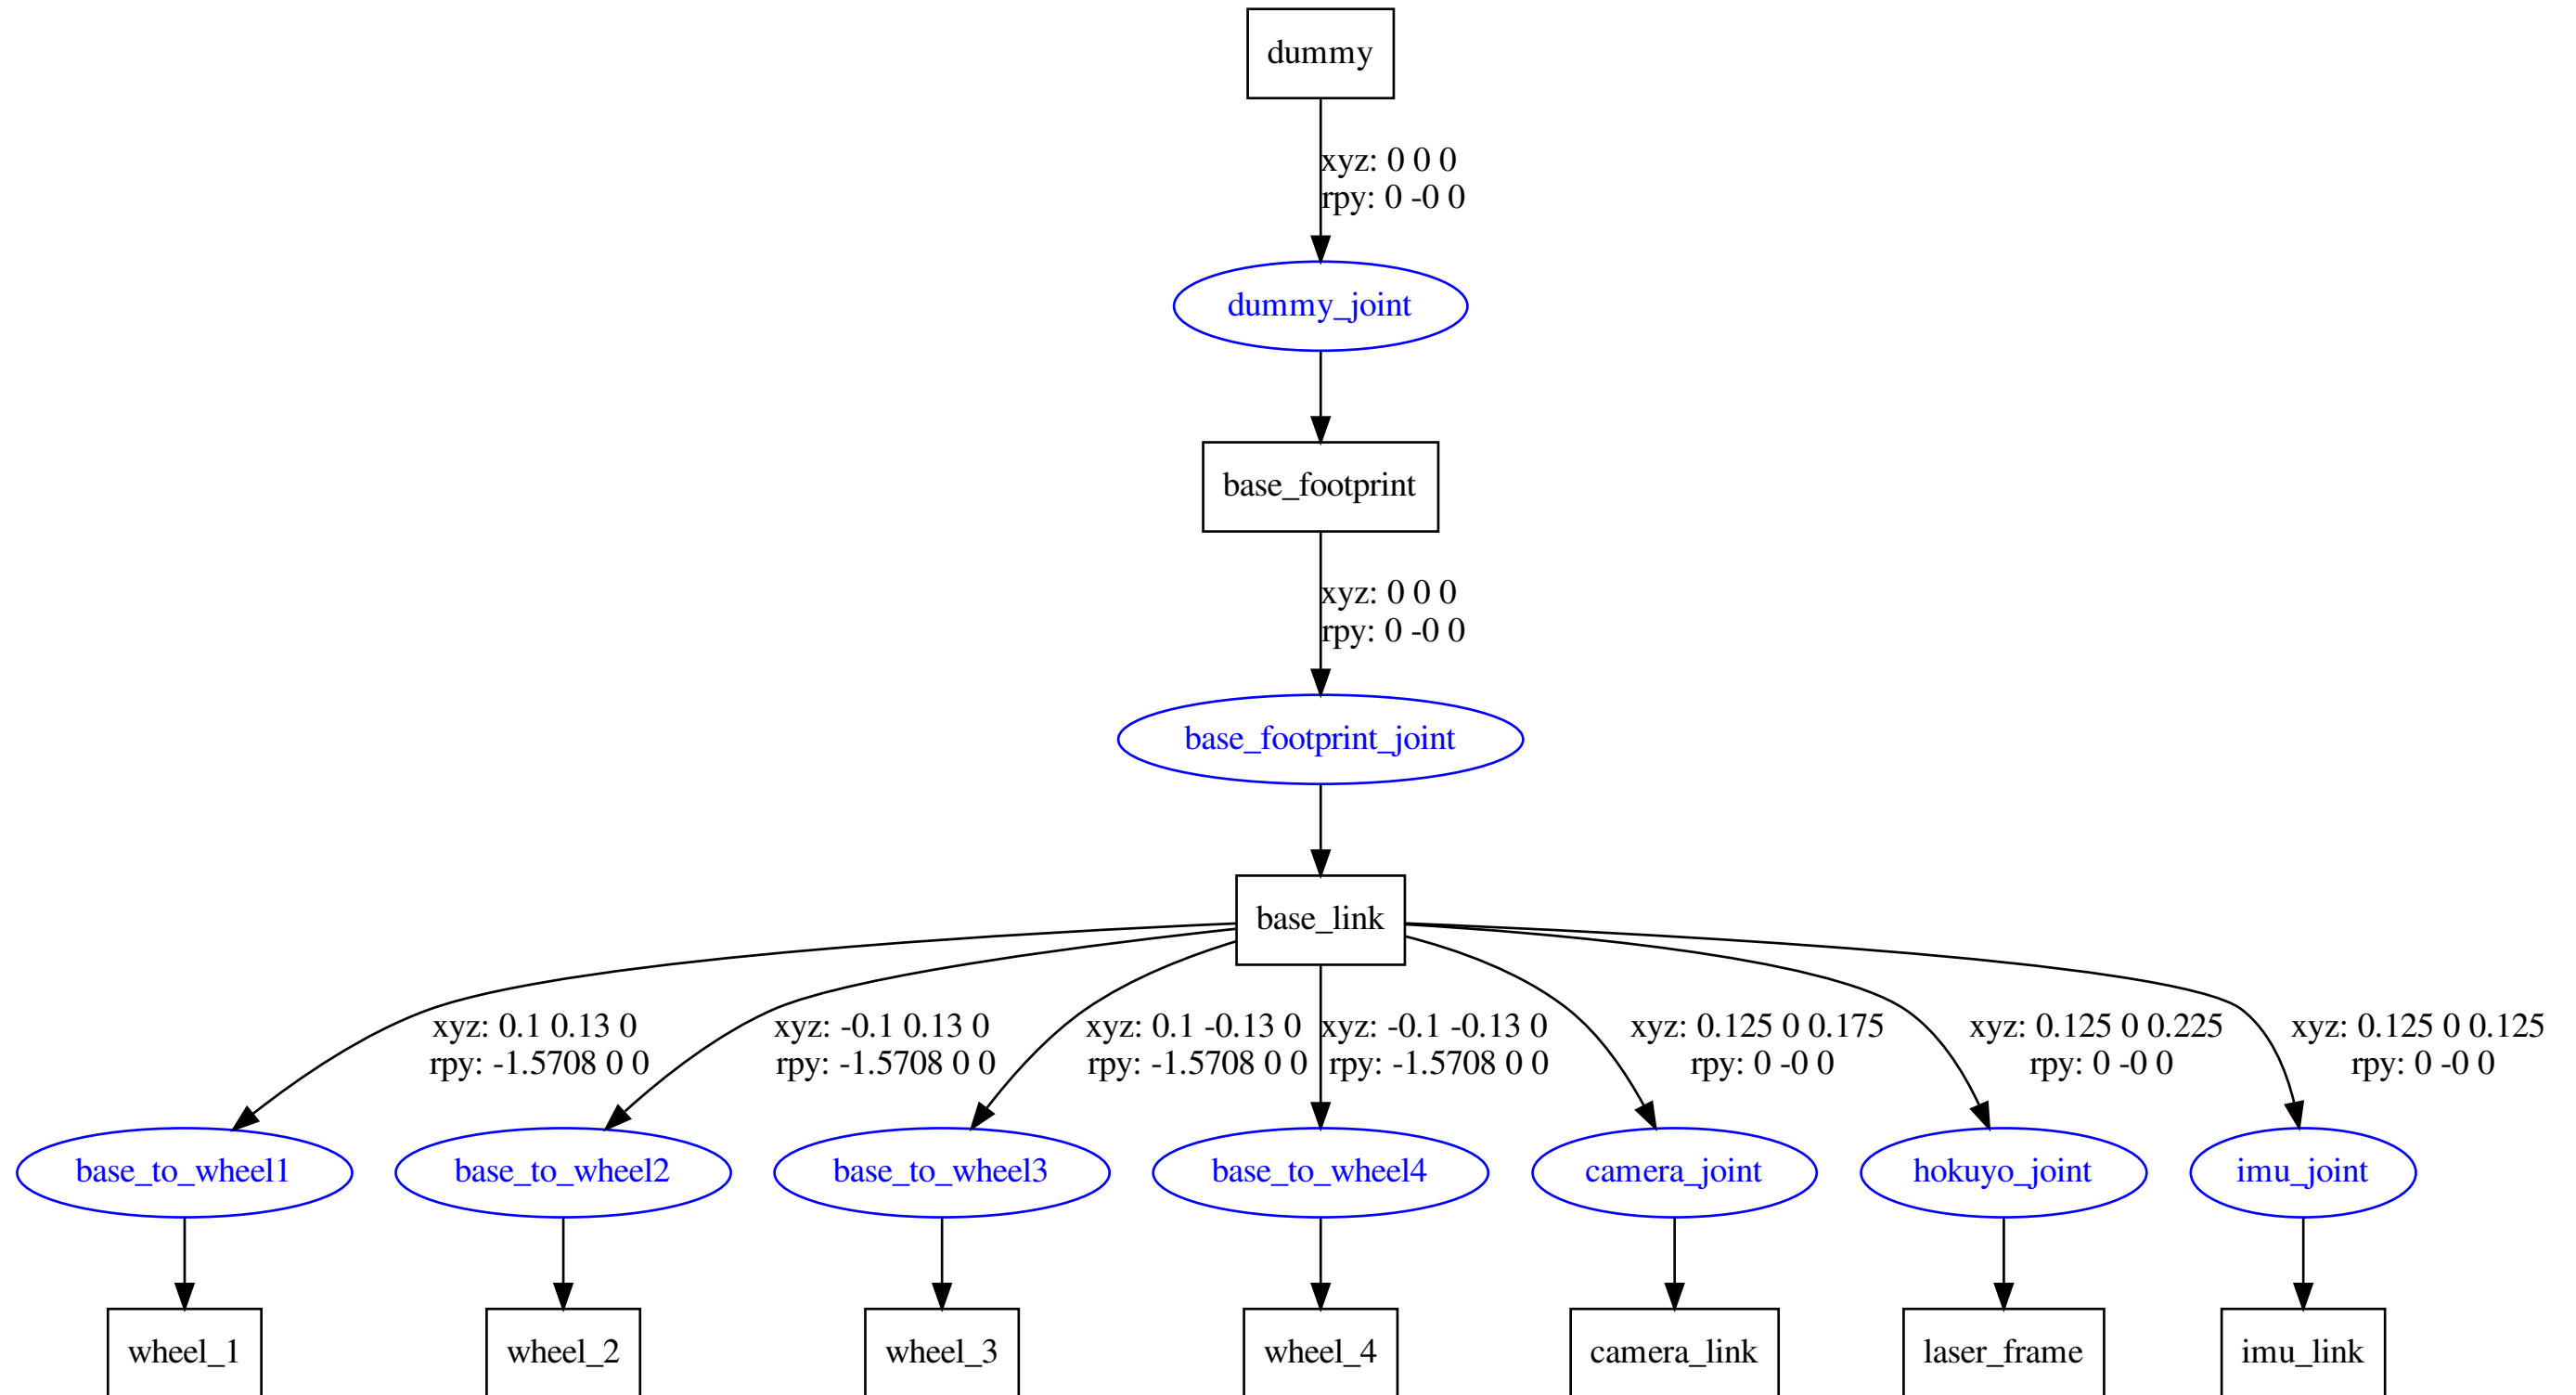 dummy
xyz: 0 0 0
rpy: 0 -0 0
dummy_joint
base_footprint
xyz: 0 0 0
rpy: 0 -0 0
base_footprint_joint
base_link
xyz: 0.1 0.13 0
rpy: -1.5708 0 0
xyz: -0.1 0.13 0
rpy: -1.5708 0 0
xyz: 0.1 -0.13 0
rpy: -1.5708 0 0
xyz: -0.1 -0.13 0
rpy: -1.5708 0 0
xyz: 0.125 0 0.175
rpy: 0 -0 0
xyz: 0.125 0 0.225
rpy: 0 -0 0
xyz: 0.125 0 0.125
rpy: 0 -0 0
base_to_wheel1
base_to_wheel2
base_to_wheel3
base_to_wheel4
camera_joint
hokuyo_joint
imu_joint
wheel_1
wheel_2
wheel_3
wheel_4
camera_link
laser_frame
imu_link